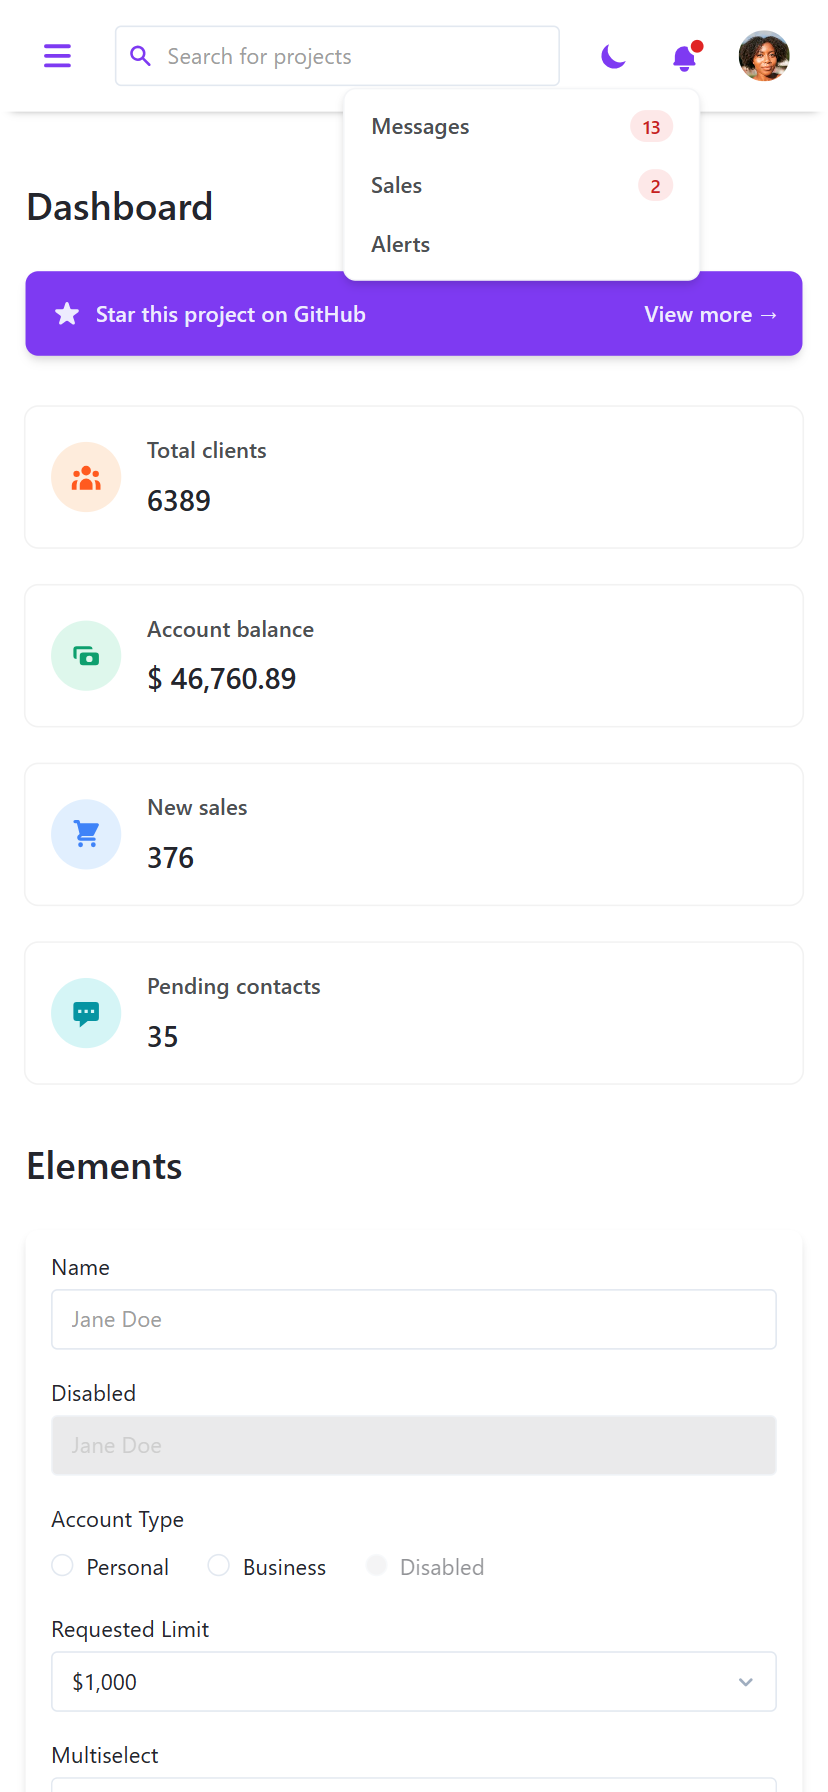 Search for projects
Messages 13
Sales 2
Alerts
Dashboard
Star this project on GitHub View more →
Total clients
6389
Account balance
$ 46,760.89
New sales
376
Pending contacts
35
Elements
Name
Jane Doe
Disabled
Jane Doe
Account Type
Personal Business Disabled
Requested Limit
$1,000
Multiselect